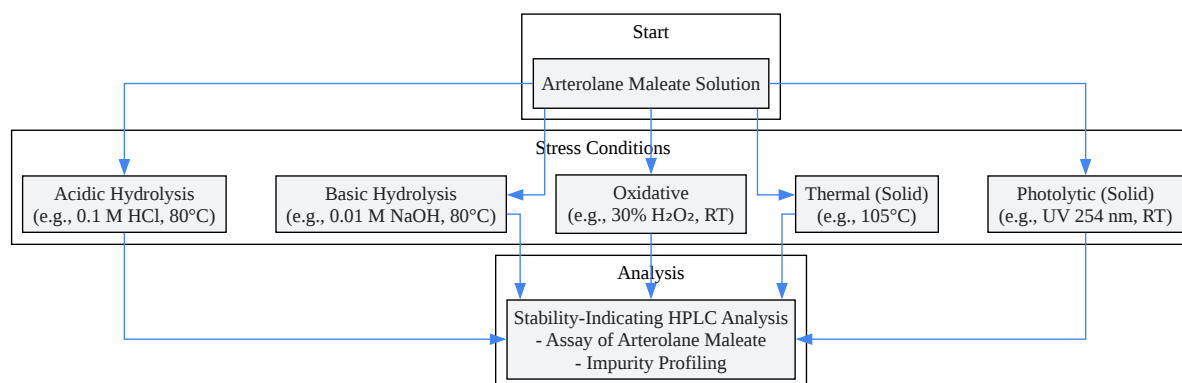 Start
Arterolane Maleate Solution
Stress Conditions
Acidic Hydrolysis
(e.g., 0.1 M HCl, 80°C)
Basic Hydrolysis
(e.g., 0.01 M NaOH, 80°C)
Oxidative
(e.g., 30% H₂O₂, RT)
Thermal (Solid)
(e.g., 105°C)
Photolytic (Solid)
(e.g., UV 254 nm, RT)
Analysis
Stability-Indicating HPLC Analysis
- Assay of Arterolane Maleate
- Impurity Profiling